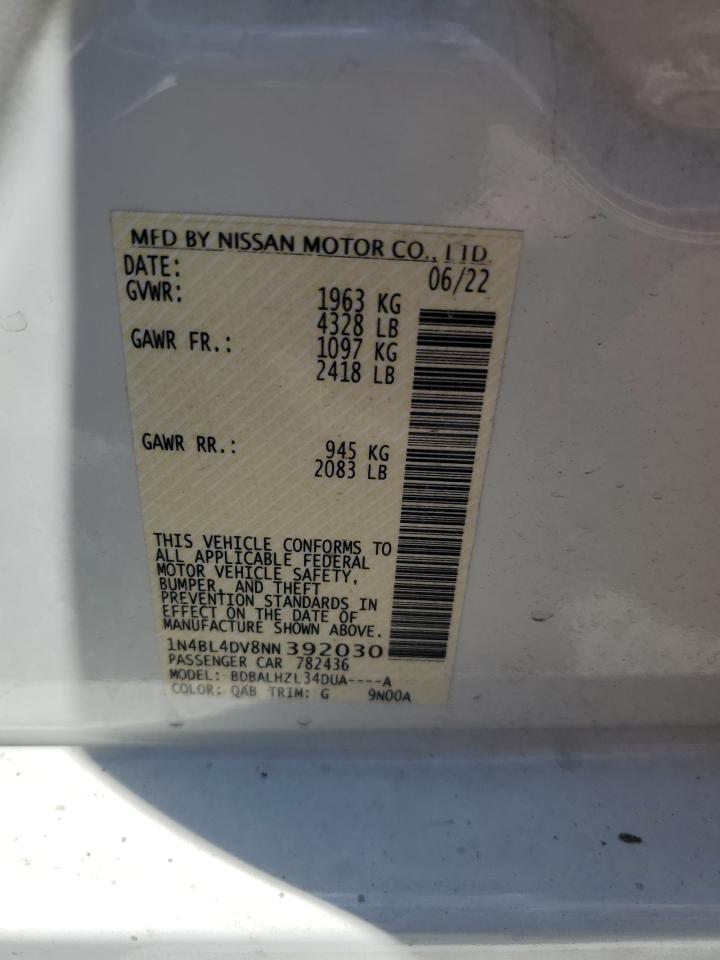 MFD BY NISSAN MOTOR CO., LTD.
DATE: 06/22
GVWR: 1963 KG
4328 LB
GAWR FR.: 1097 KG
2418 LB
GAWR RR.: 945 KG
2083 LB
THIS VEHICLE CONFORMS TO
ALL APPLICABLE FEDERAL
MOTOR VEHICLE SAFETY,
BUMPER, AND THEFT
PREVENTION STANDARDS IN
EFFECT ON THE DATE OF
MANUFACTURE SHOWN ABOVE.
1N4BL4DV8NN392030
PASSENGER CAR 782436
MODEL: BDBALHZL34DUA----A
COLOR: QAB TRIM: G 9N00A